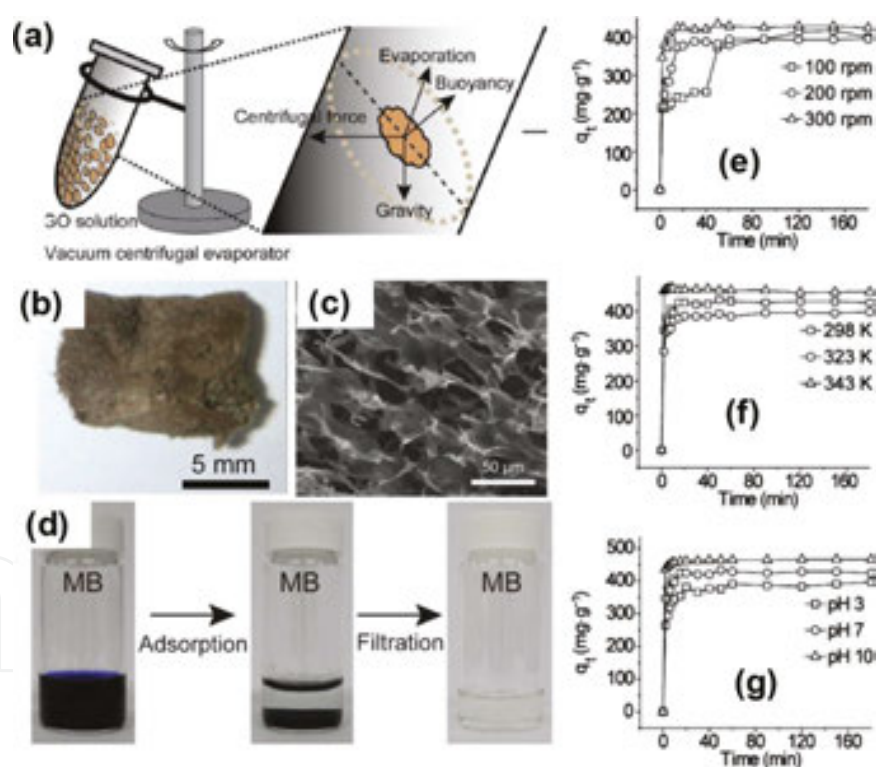 (a)
Evaporation
Buoyancy
Centrifugal force
Gravity
GO solution
Vacuum centrifugal evaporator
(b)
5 mm
(c)
50 μm
(d)
MB
Adsorption
MB
Filtration
MB
(e)
qt (mg·g⁻¹)
400
300
200
100
0
100 rpm
200 rpm
300 rpm
0 40 80 120 160
Time (min)
(f)
qt (mg·g⁻¹)
400
300
200
100
0
298 K
323 K
343 K
0 40 80 120 160
Time (min)
(g)
qt (mg·g⁻¹)
500
400
300
200
100
0
pH 3
pH 7
pH 10
0 40 80 120 160
Time (min)